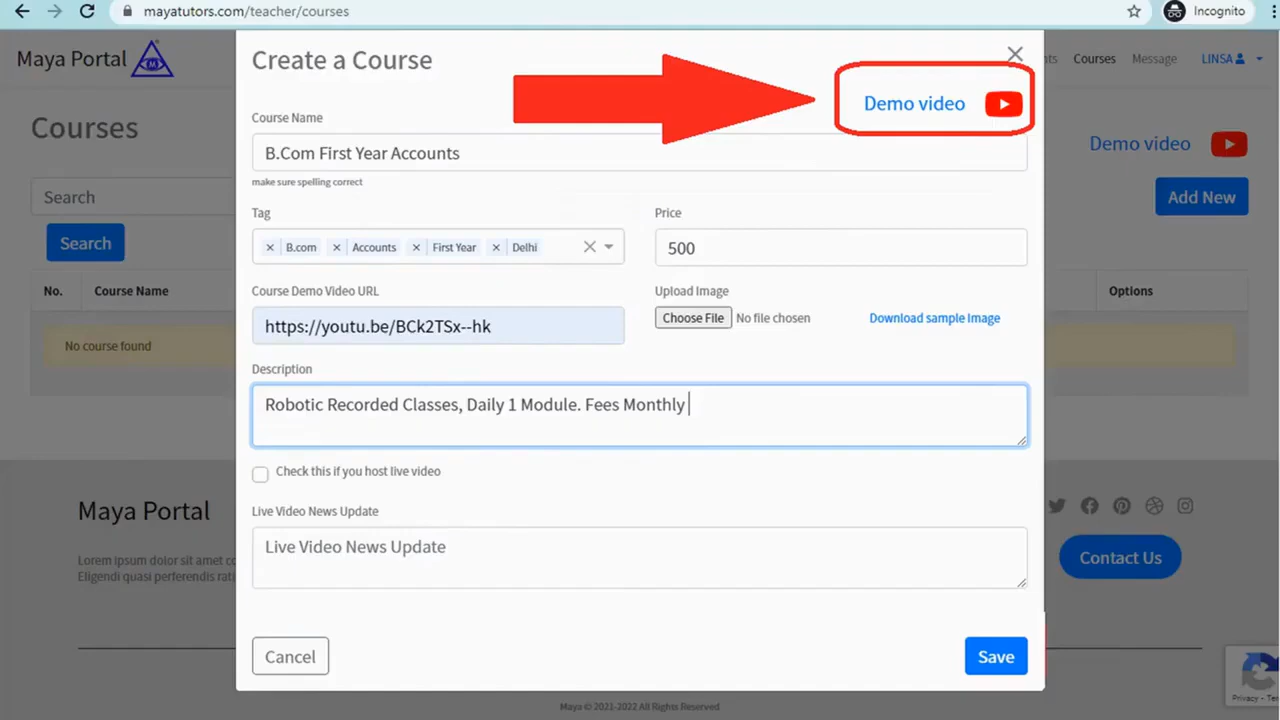 mayatutors.com/teacher/courses
Incognito
Maya Portal
Courses Message LINSA
Create a Course
Demo video
Courses
Demo video
Course Name
B.Com First Year Accounts
make sure spelling correct
Search
Add New
Search
Tag Price
× B.com × Accounts × First Year × Delhi
500
No. Course Name
Options
Course Demo Video URL Upload Image
https://youtu.be/BCk2TSx--hk
Choose File No file chosen Download sample Image
No course found
Description
Robotic Recorded Classes, Daily 1 Module. Fees Monthly
Check this if you host live video
Live Video News Update
Live Video News Update
Maya Portal
Lorem ipsum dolor sit amet
Eligendi quasi perferendis
Contact Us
Cancel
Save
Privacy
Maya © 2021-2022 All Rights Reserved